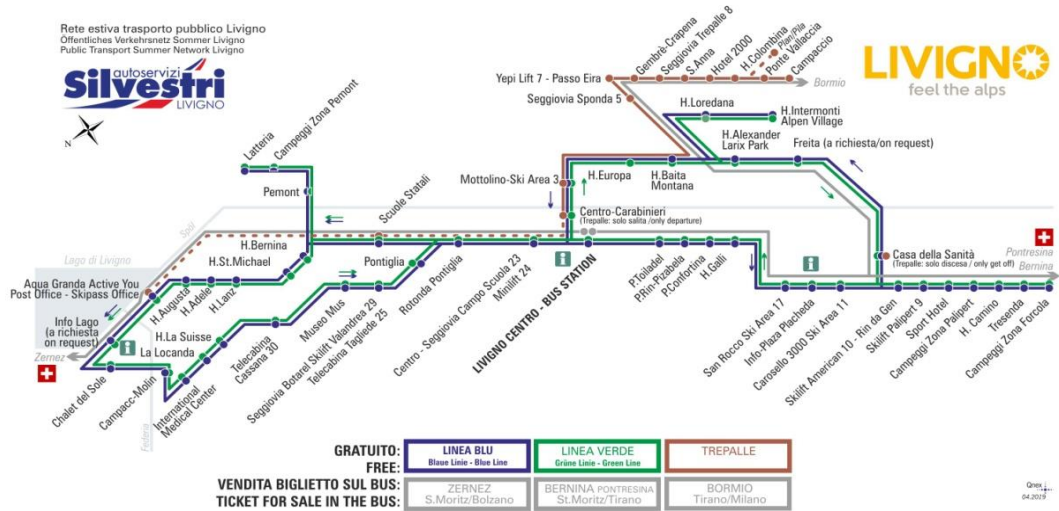 Rete estiva trasporto pubblico Livigno
Öffentliches Verkehrsnetz Sommer Livigno
Public Transport Summer Network Livigno
autoservizi
Silvestri
LIVIGNO
N
LIVIGNO
feel the alps
Gembrè-Crapena
Seggiovia Trepalle 8
S.Anna
Hotel 2000
H.Colombina
Plan/Pila
Ponte Vallaccia
Campaccio
Yepi Lift 7 - Passo Eira
Bormio
Seggiovia Sponda 5
H.Loredana
H.Intermonti
Alpen Village
H.Alexander
Larix Park
Freita (a richiesta/on request)
Latteria
Campeggi Zona Pemont
Pemont
Scuole Statali
Mottolino-Ski Area 3
H.Europa
H.Baita
Montana
Centro-Carabinieri
(Trepalle: solo salita /only departure)
Spöl
Lago di Livigno
H.Bernina
H.St.Michael
Pontiglia
Casa della Sanità
(Trepalle: solo discesa / only get off)
Pontresina
Bernina
Aqua Granda Active You
Post Office - Skipass Office
H.Augusta
H.Adele
H.Lanz
Info Lago
(a richiesta
on request)
Zernez
H.La Suisse
La Locanda
Chalet del Sole
Campacc-Molin
Federia
International
Medical Center
Telecabina
Cassana 30
Museo Mus
Seggiovia Botarel Skilift Valandrea 29
Telecabina Tagliede 25
Rotonda Pontiglia
Centro - Seggiovia Campo Scuola 23
Minilift 24
LIVIGNO CENTRO - BUS STATION
P.Toiladel
P.Rin-Pizabela
P.Confortina
H.Galli
San Rocco Ski Area 17
Info-Plaza Placheda
Carosello 3000 Ski Area 11
Skilift American 10 - Rin da Gen
Skilift Palipert 9
Sport Hotel
Campeggi Zona Palipert
H. Camino
Tresenda
Campeggi Zona Forcola
GRATUITO:
FREE:
LINEA BLU
Blaue Linie - Blue Line
LINEA VERDE
Grüne Linie - Green Line
TREPALLE
VENDITA BIGLIETTO SUL BUS:
TICKET FOR SALE IN THE BUS:
ZERNEZ
S.Moritz/Bolzano
BERNINA PONTRESINA
St.Moritz/Tirano
BORMIO
Tirano/Milano
Qnex
04.2019